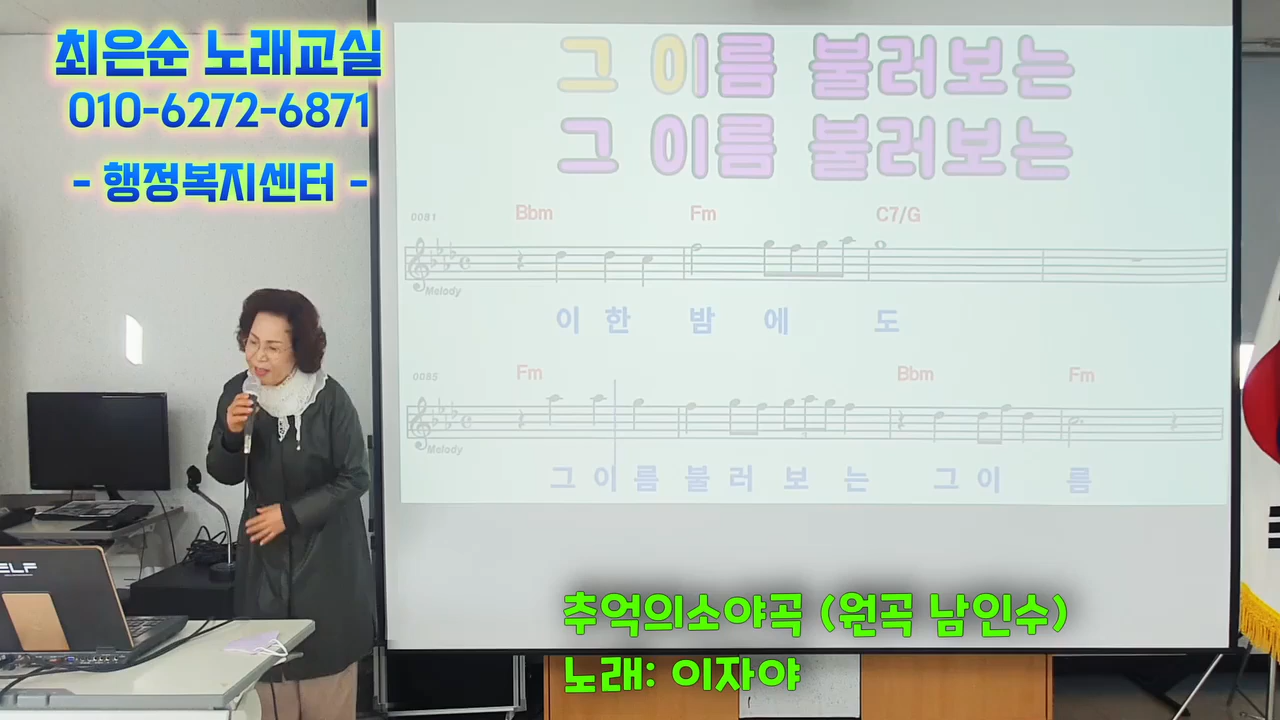 최은순 노래교실
010-6272-6871
- 행정복지센터 -
그 이름 불러보는
그 이름 불러보는
0081 Bbm Fm C7/G
Melody
이 한 밤 에 도
0085 Fm Bbm Fm
Melody
그 이 름 불 러 보 는 그 이 름
ELF
추억의소야곡 (원곡 남인수)
노래: 이자야